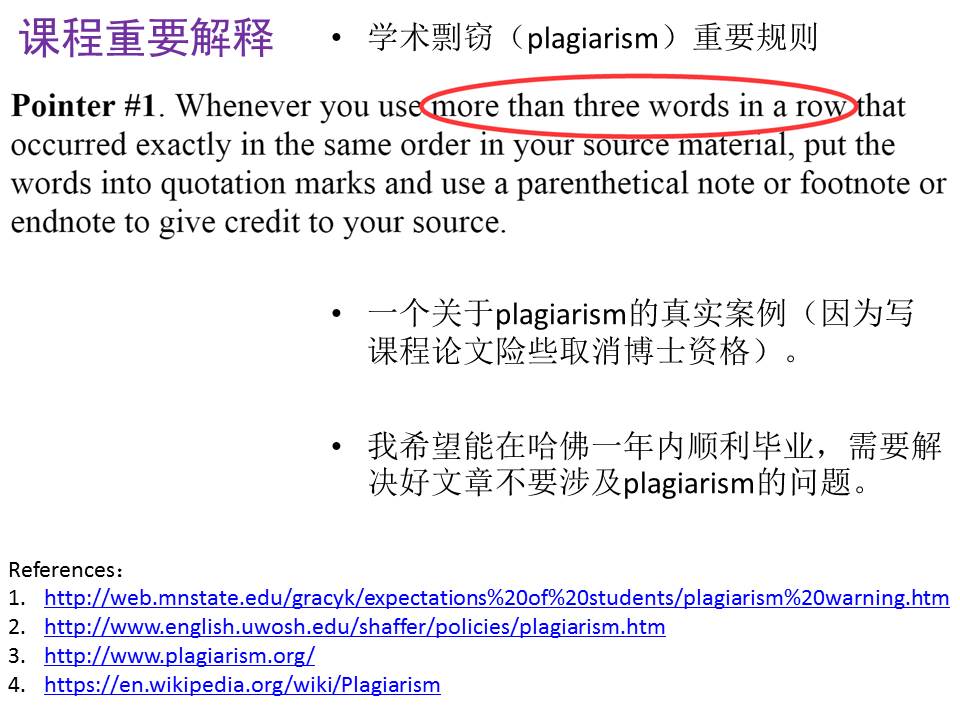 课程重要解释
• 学术剽窃（plagiarism）重要规则
Pointer #1. Whenever you use more than three words in a row that
occurred exactly in the same order in your source material, put the
words into quotation marks and use a parenthetical note or footnote or
endnote to give credit to your source.
• 一个关于plagiarism的真实案例（因为写
课程论文险些取消博士资格）。
• 我希望能在哈佛一年内顺利毕业，需要解
决好文章不要涉及plagiarism的问题。
References：
1. http://web.mnstate.edu/gracyk/expectations%20of%20students/plagiarism%20warning.htm
2. http://www.english.uwosh.edu/shaffer/policies/plagiarism.htm
3. http://www.plagiarism.org/
4. https://en.wikipedia.org/wiki/Plagiarism